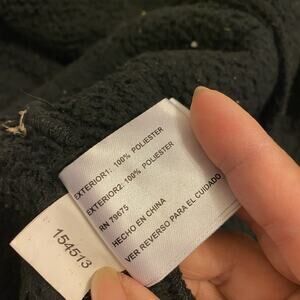 EXTERIOR1: 100% POLIESTER
EXTERIOR2: 100% POLIESTER
RN 79675
HECHO EN CHINA
VER REVERSO PARA EL CUIDADO
154513